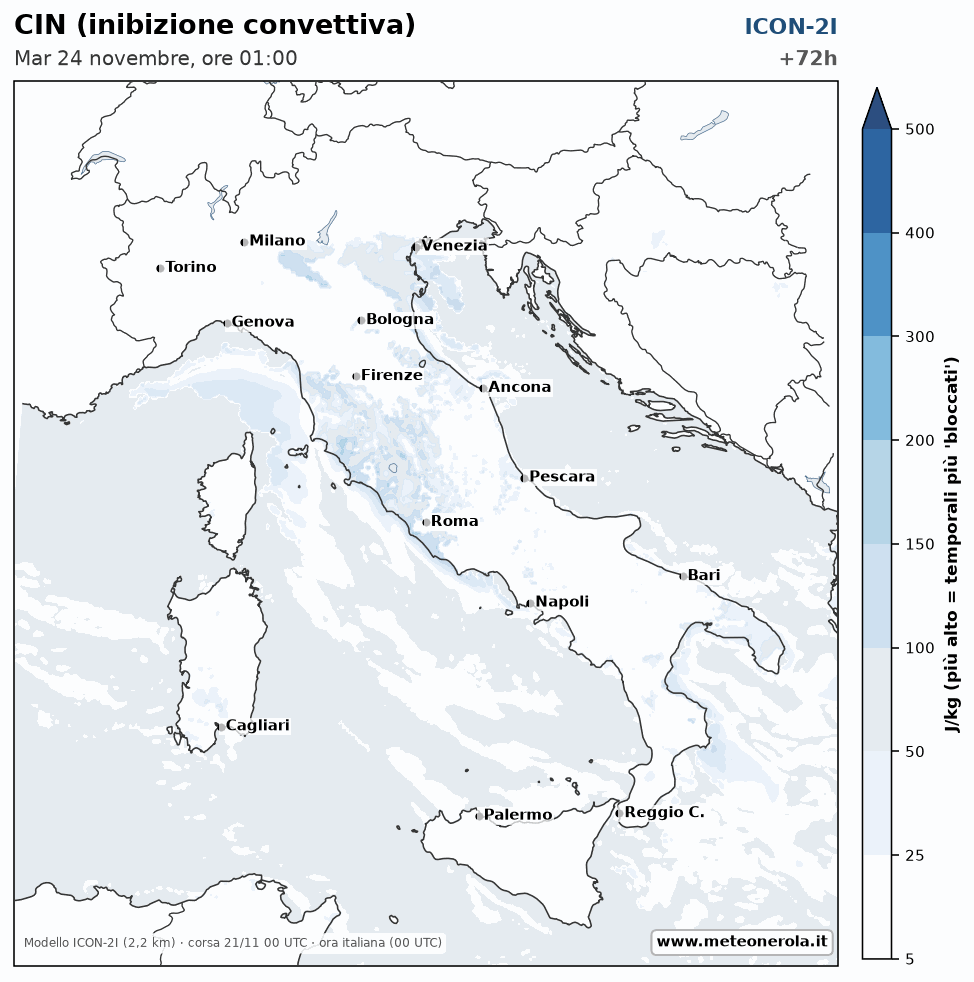 CIN (inibizione convettiva)
ICON-2I
Mar 24 novembre, ore 01:00
+72h
500
400
300
200
150
100
50
25
5
J/kg (più alto = temporali più 'bloccati')
Milano
Venezia
Torino
Genova
Bologna
Firenze
Ancona
Pescara
Roma
Bari
Napoli
Cagliari
Palermo
Reggio C.
Modello ICON-2I (2,2 km) · corsa 21/11 00 UTC · ora italiana (00 UTC)
www.meteonerola.it